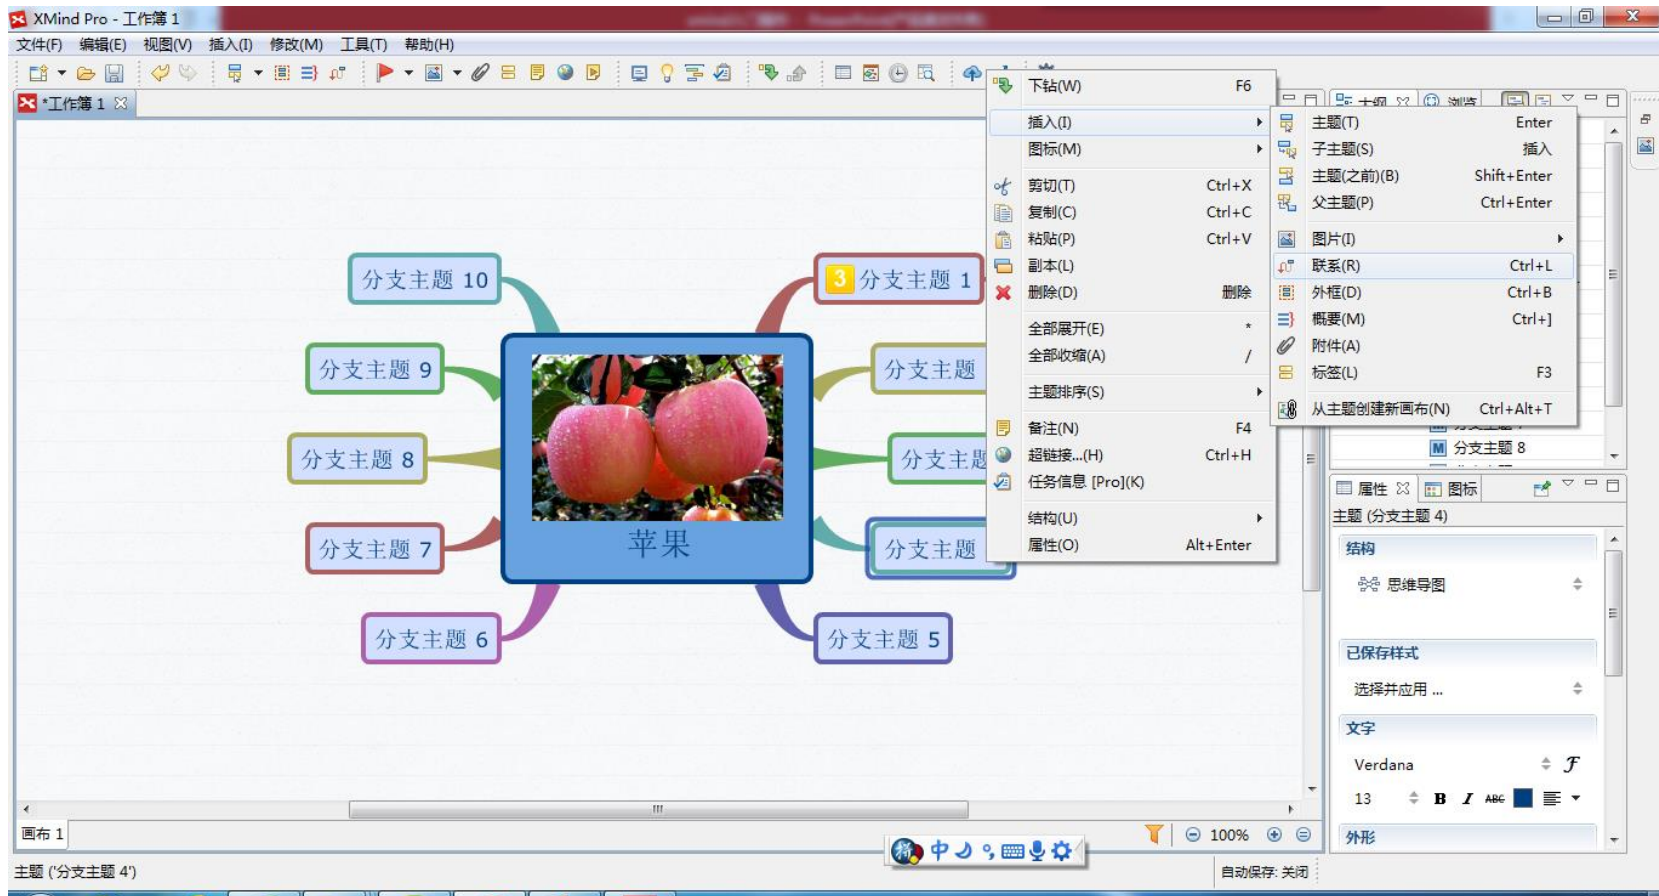 XMind Pro - 工作簿 1
文件(F) 编辑(E) 视图(V) 插入(I) 修改(M) 工具(T) 帮助(H)
*工作簿 1
大纲 浏览
分支主题 10
分支主题 9
分支主题 8
分支主题 7
分支主题 6
苹果
3 分支主题 1
分支主题
分支主题
分支主题
分支主题 5
下钻(W) F6
插入(I)
图标(M)
剪切(T) Ctrl+X
复制(C) Ctrl+C
粘贴(P) Ctrl+V
副本(L)
删除(D) 删除
全部展开(E) *
全部收缩(A) /
主题排序(S)
备注(N) F4
超链接...(H) Ctrl+H
任务信息 [Pro](K)
结构(U)
属性(O) Alt+Enter
主题(T) Enter
子主题(S) 插入
主题(之前)(B) Shift+Enter
父主题(P) Ctrl+Enter
图片(I)
联系(R) Ctrl+L
外框(D) Ctrl+B
概要(M) Ctrl+]
附件(A)
标签(L) F3
从主题创建新画布(N) Ctrl+Alt+T
M 分支主题 8
属性 图标
主题 (分支主题 4)
结构
思维导图
已保存样式
选择并应用 ...
文字
Verdana F
13 B I ABC
外形
画布 1
100%
拼 中
主题 ('分支主题 4')
自动保存: 关闭